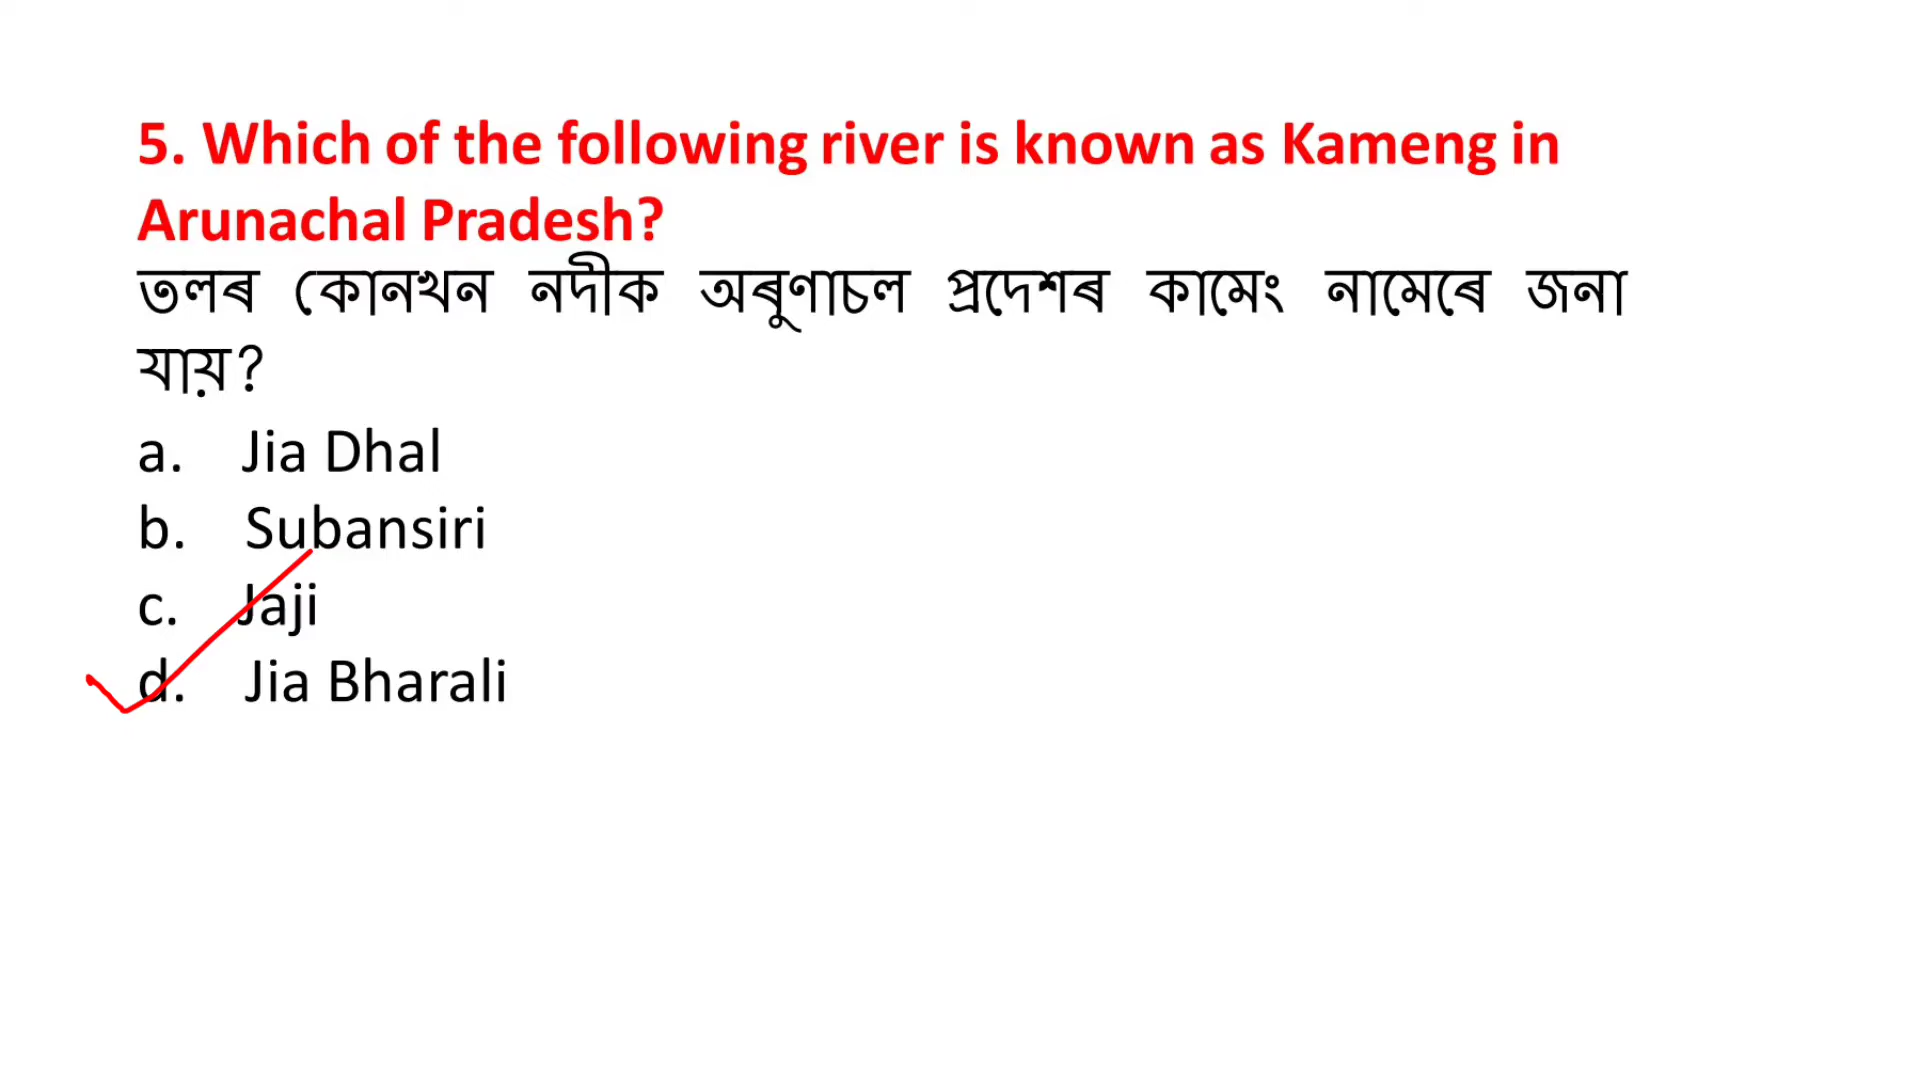 5. Which of the following river is known as Kameng in
Arunachal Pradesh?
তলৰ কোনখন নদীক অৰুণাচল প্ৰদেশৰ কামেং নামেৰে জনা
যায়?
a. Jia Dhal
b. Subansiri
c. Jaji
d. Jia Bharali